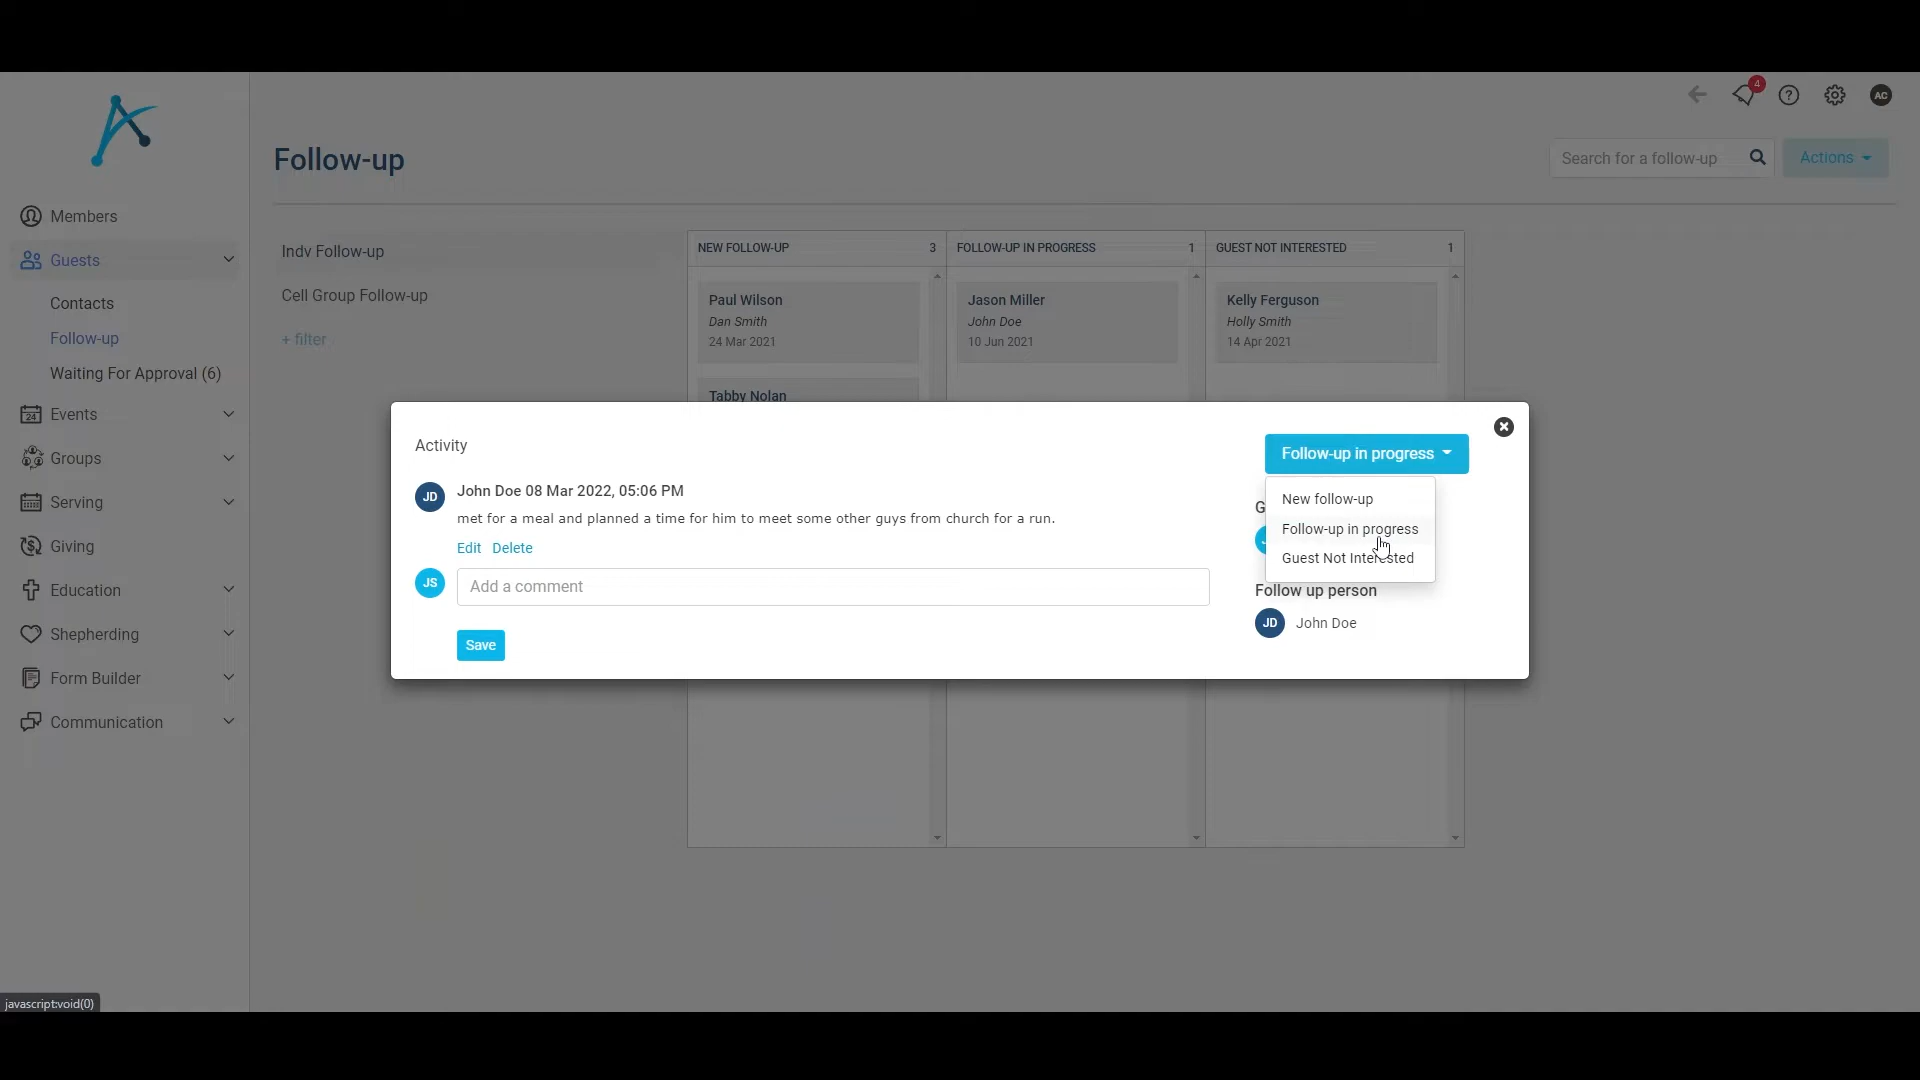 4
AC
Follow-up
Search for a follow-up
Actions
Members
Guests
Contacts
Follow-up
Waiting For Approval (6)
24
Events
Groups
Serving
Giving
Education
Shepherding
Form Builder
Communication
Indv Follow-up
Cell Group Follow-up
+ filter
NEW FOLLOW-UP 3
Paul Wilson
Dan Smith
24 Mar 2021
Tabby Nolan
FOLLOW-UP IN PROGRESS 1
Jason Miller
John Doe
10 Jun 2021
GUEST NOT INTERESTED 1
Kelly Ferguson
Holly Smith
14 Apr 2021
Activity
JD
John Doe 08 Mar 2022, 05:06 PM
met for a meal and planned a time for him to meet some other guys from church for a run.
Edit Delete
JS
Add a comment
Save
Follow-up in progress
New follow-up
Follow-up in progress
Guest Not Interested
G
Follow up person
JD
John Doe
javascript:void(0)